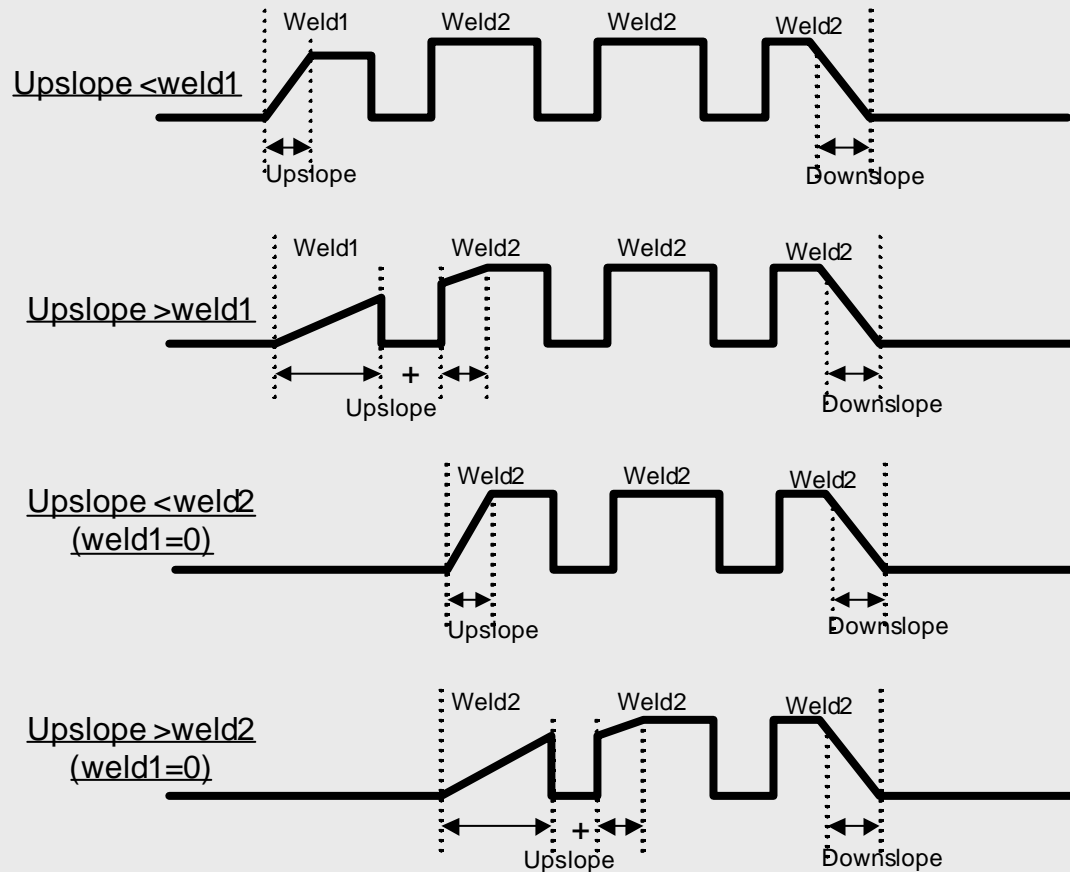 Weld1 Weld2 Weld2 Weld2
Upslope <weld1
Upslope Downslope
Weld1 Weld2 Weld2 Weld2
Upslope >weld1
+
Upslope Downslope
Weld2 Weld2 Weld2
Upslope <weld2
(weld1=0)
Upslope Downslope
Weld2 Weld2 Weld2
Upslope >weld2
(weld1=0)
+
Upslope Downslope